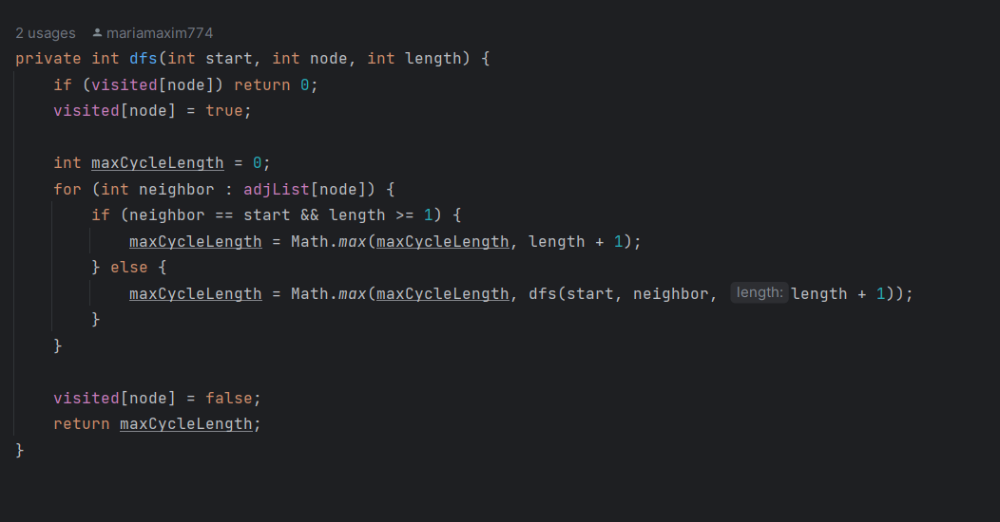 2 usages mariamaxim774
private int dfs(int start, int node, int length) {
    if (visited[node]) return 0;
    visited[node] = true;

    int maxCycleLength = 0;
    for (int neighbor : adjList[node]) {
        if (neighbor == start && length >= 1) {
            maxCycleLength = Math.max(maxCycleLength, length + 1);
        } else {
            maxCycleLength = Math.max(maxCycleLength, dfs(start, neighbor, length: length + 1));
        }
    }

    visited[node] = false;
    return maxCycleLength;
}